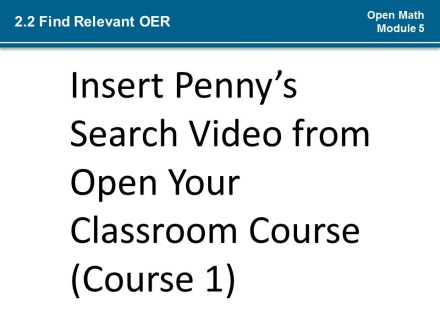 2.2 Find Relevant OER
Open Math
Module 5
Insert Penny’s
Search Video from
Open Your
Classroom Course
(Course 1)